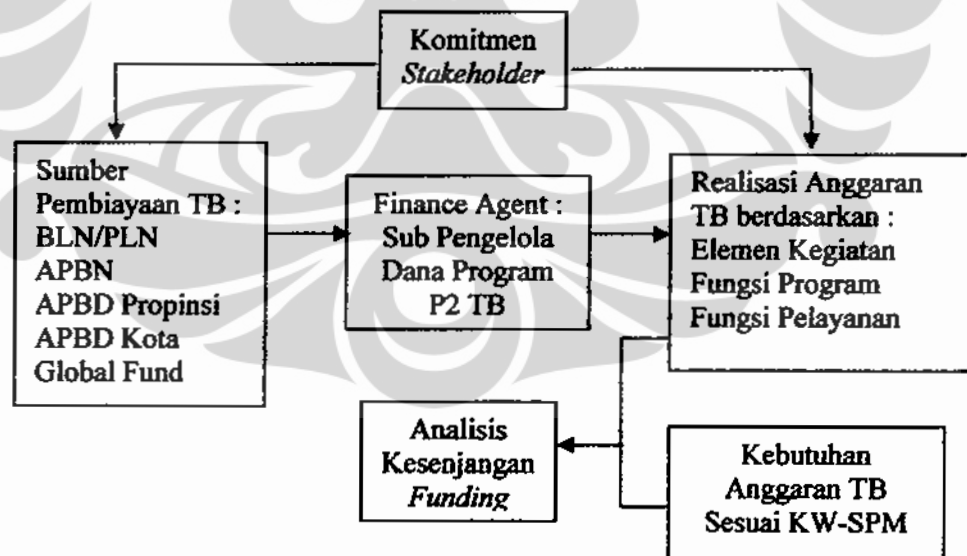 Komitmen
Stakeholder
Sumber
Pembiayaan TB :
BLN/PLN
APBN
APBD Propinsi
APBD Kota
Global Fund
Finance Agent :
Sub Pengelola
Dana Program
P2 TB
Realisasi Anggaran
TB berdasarkan :
Elemen Kegiatan
Fungsi Program
Fungsi Pelayanan
Analisis
Kesenjangan
Funding
Kebutuhan
Anggaran TB
Sesuai KW-SPM